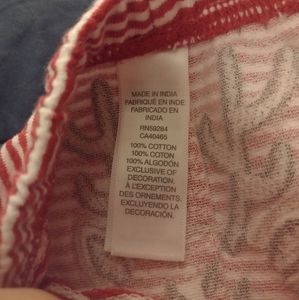 MADE IN INDIA
FABRIQUÉ EN INDE
FABRICADO EN
INDIA
RN59284
CA40465
100% COTTON
100% COTON
100% ALGODÓN
EXCLUSIVE OF
DECORATION.
À L'EXCEPTION
DES ORNEMENTS.
EXCLUYENDO LA
DECORACIÓN.